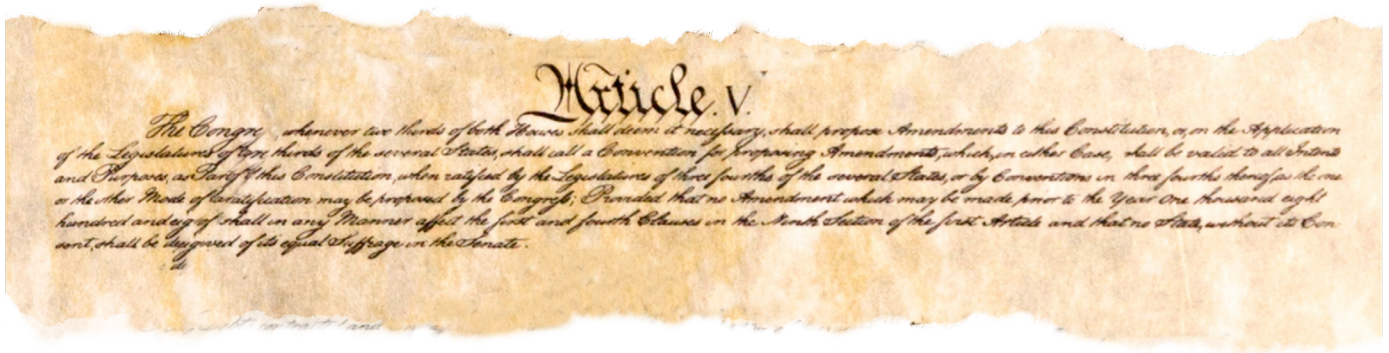 Article. V.
The Congre whenever two thirds of both Houses shall deem it necessary, shall propose Amendments to this Constitution, or, on the Application
of the Legislatures of two thirds of the several States, shall call a Convention for proposing Amendments, which, in either Case, shall be valid to all Intents
and Purposes, as Part of this Constitution, when ratified by the Legislatures of three fourths of the several States, or by Conventions in three fourths thereof, as the one
or the other Mode of Ratification may be proposed by the Congress; Provided that no Amendment which may be made prior to the Year One thousand eight
hundred and shall in any Manner affect the first and fourth Clauses in the Ninth Section of the first Article and that no State, without its Con-
sent, shall be of its equal Suffrage in the Senate.